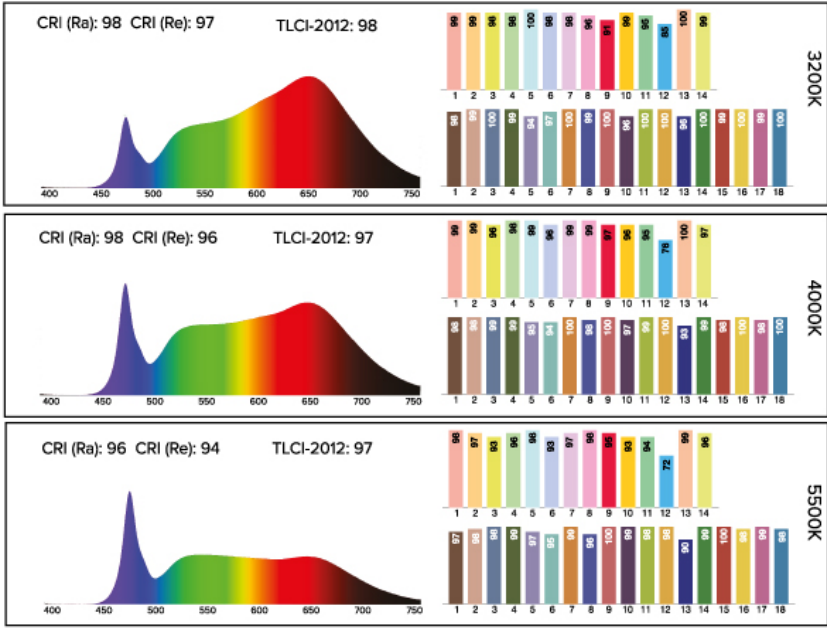 CRI (Ra): 98 CRI (Re): 97 TLCI-2012: 98
99 99 98 98 100 98 98 96 91 99 95 85 100 99
1 2 3 4 5 6 7 8 9 10 11 12 13 14
98 99 100 99 94 97 100 99 100 96 100 100 95 100 99 100 99 100
1 2 3 4 5 6 7 8 9 10 11 12 13 14 15 16 17 18
400 450 500 550 600 650 700 750
3200K
CRI (Ra): 98 CRI (Re): 96 TLCI-2012: 97
99 99 96 98 99 96 99 99 97 96 95 76 100 97
1 2 3 4 5 6 7 8 9 10 11 12 13 14
98 98 99 99 95 94 100 98 100 97 99 100 93 99 98 100 98 100
1 2 3 4 5 6 7 8 9 10 11 12 13 14 15 16 17 18
400 450 500 550 600 650 700 750
4000K
CRI (Ra): 96 CRI (Re): 94 TLCI-2012: 97
98 97 93 96 98 93 97 98 95 93 94 72 99 96
1 2 3 4 5 6 7 8 9 10 11 12 13 14
97 98 98 99 97 95 99 96 100 99 98 98 90 99 100 98 99 98
1 2 3 4 5 6 7 8 9 10 11 12 13 14 15 16 17 18
400 450 500 550 600 650 700 750
5500K